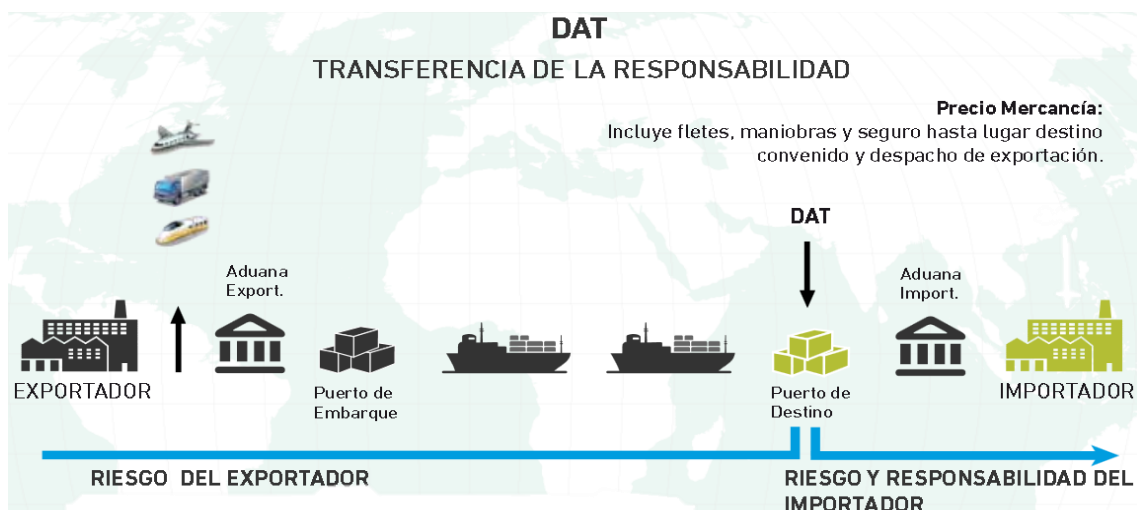 DAT
TRANSFERENCIA DE LA RESPONSABILIDAD
Precio Mercancía:
Incluye fletes, maniobras y seguro hasta lugar destino
convenido y despacho de exportación.
DAT
Aduana
Export.
Aduana
Import.
EXPORTADOR
Puerto de
Embarque
Puerto de
Destino
IMPORTADOR
RIESGO DEL EXPORTADOR
RIESGO Y RESPONSABILIDAD DEL
IMPORTADOR